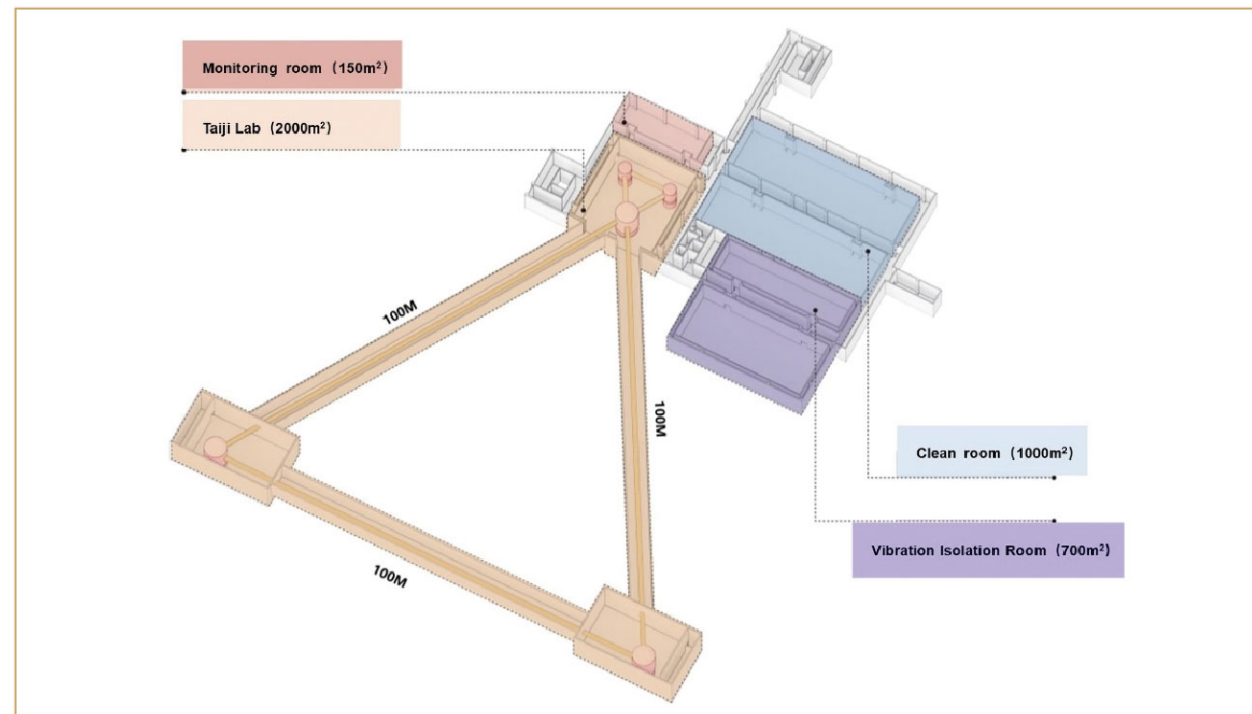 Monitoring room (150m²)
Taiji Lab (2000m²)
100M
100M
100M
Clean room (1000m²)
Vibration Isolation Room (700m²)